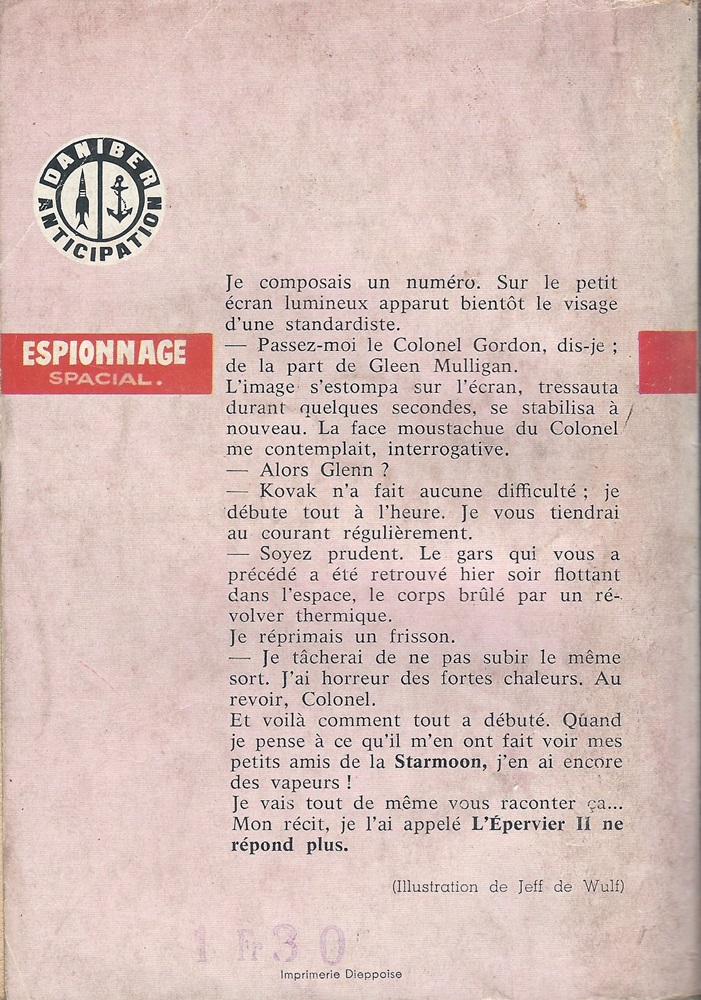 DANIBER
ANTICIPATION
Je composais un numéro. Sur le petit
écran lumineux apparut bientôt le visage
d'une standardiste.
ESPIONNAGE
SPACIAL.
— Passez-moi le Colonel Gordon, dis-je ;
de la part de Gleen Mulligan.
L'image s'estompa sur l'écran, tressauta
durant quelques secondes, se stabilisa à
nouveau. La face moustachue du Colonel
me contemplait, interrogative.
— Alors Glenn ?
— Kovak n'a fait aucune difficulté ; je
débute tout à l'heure. Je vous tiendrai
au courant régulièrement.
— Soyez prudent. Le gars qui vous a
précédé a été retrouvé hier soir flottant
dans l'espace, le corps brûlé par un ré-
volver thermique.
Je réprimais un frisson.
— Je tâcherai de ne pas subir le même
sort. J'ai horreur des fortes chaleurs. Au
revoir, Colonel.
Et voilà comment tout a débuté. Quand
je pense à ce qu'il m'en ont fait voir mes
petits amis de la Starmoon, j'en ai encore
des vapeurs !
Je vais tout de même vous raconter ça...
Mon récit, je l'ai appelé L'Épervier II ne
répond plus.
(Illustration de Jeff de Wulf)
1 Fr 30
Imprimerie Dieppoise